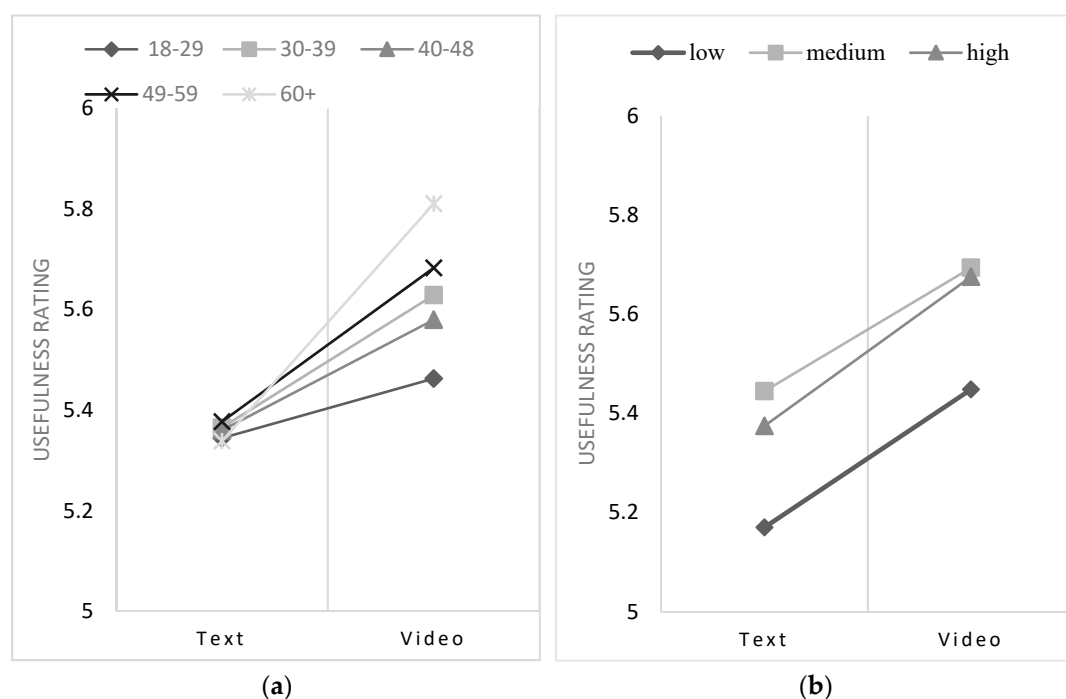 18-29 30-39 40-48
49-59 60+
6
5.8
5.6
5.4
5.2
5
USEFULNESS RATING
Text Video
(a)
low medium high
6
5.8
5.6
5.4
5.2
5
USEFULNESS RATING
Text Video
(b)